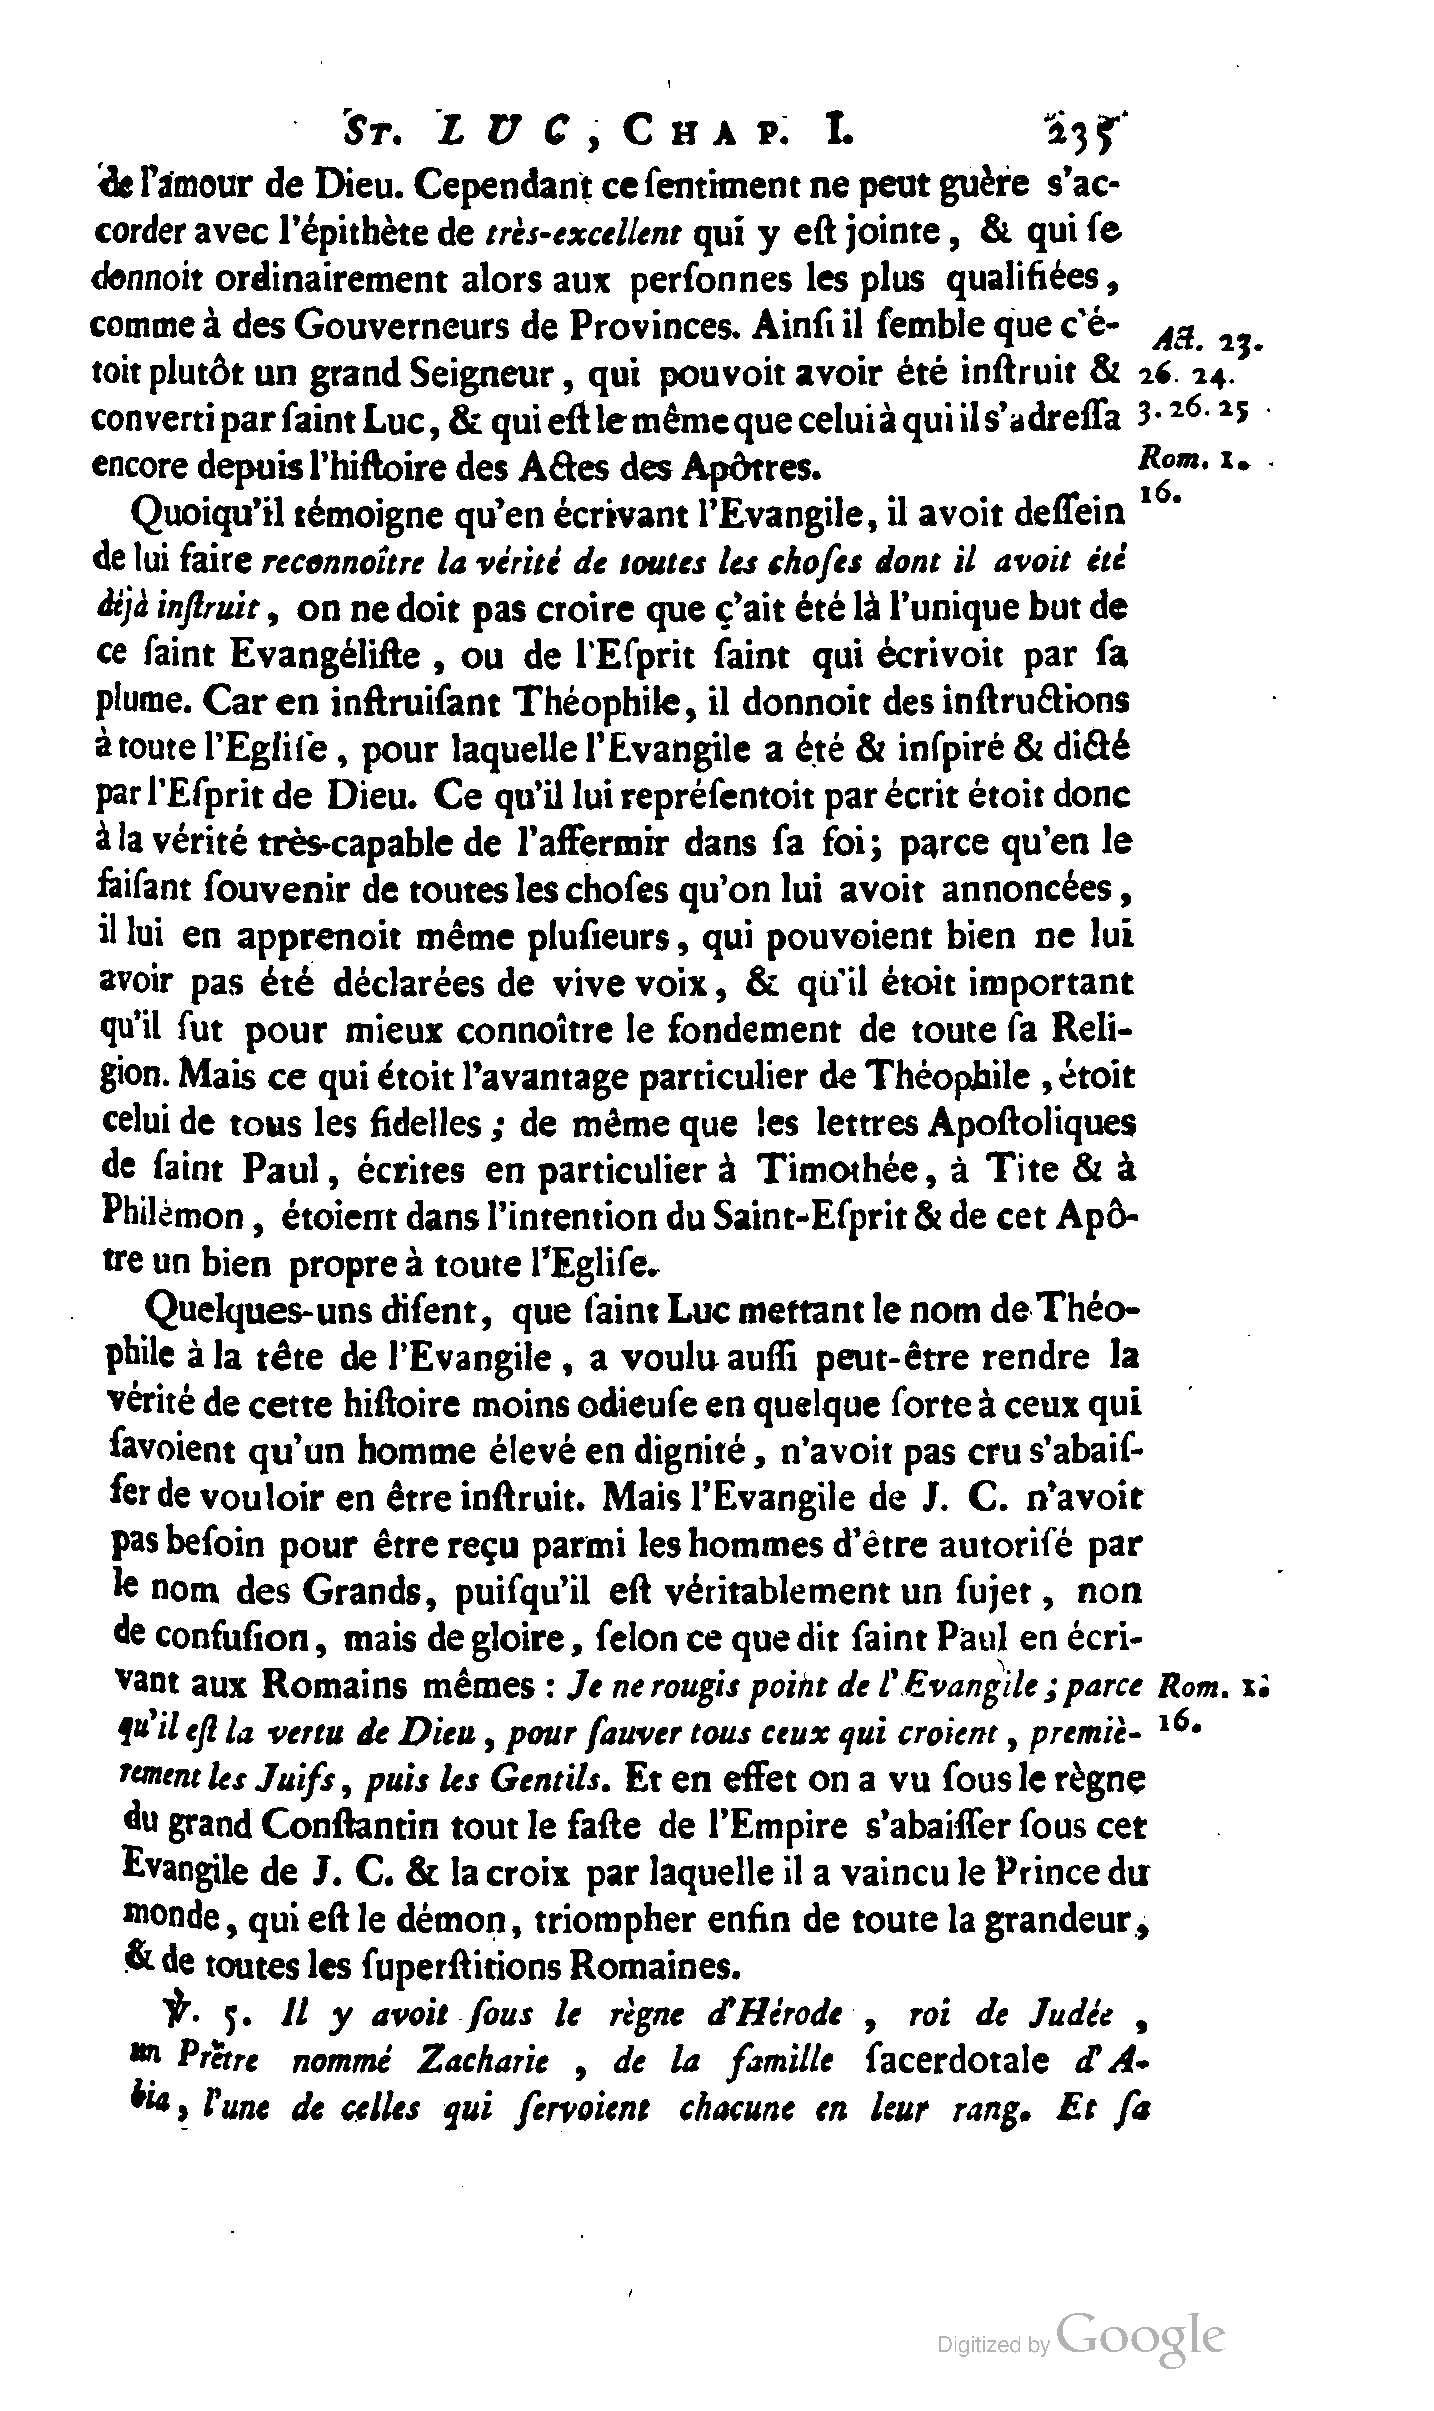 ST. LUC, CHAP. I. 235
de l'amour de Dieu. Cependant ce ſentiment ne peut guère s'ac-
corder avec l'épithète de très-excellent qui y eſt jointe, & qui ſe
donnoit ordinairement alors aux perſonnes les plus qualifiées,
comme à des Gouverneurs de Provinces. Ainſi il ſemble que c'é-
toit plutôt un grand Seigneur, qui pouvoit avoir été inſtruit &
converti par ſaint Luc, & qui eſt le même que celui à qui il s'adreſſa
encore depuis l'hiſtoire des Actes des Apôtres.
Act. 23.
26. 24.
3. 26. 25
Rom. 1.
16.
Quoiqu'il témoigne qu'en écrivant l'Evangile, il avoit deſſein
de lui faire reconnoître la vérité de toutes les choſes dont il avoit été
déjà inſtruit, on ne doit pas croire que ç'ait été là l'unique but de
ce ſaint Evangéliſte, ou de l'Eſprit ſaint qui écrivoit par ſa
plume. Car en inſtruiſant Théophile, il donnoit des inſtructions
à toute l'Egliſe, pour laquelle l'Evangile a été & inſpiré & dicté
par l'Eſprit de Dieu. Ce qu'il lui repréſentoit par écrit étoit donc
à la vérité très-capable de l'affermir dans ſa foi; parce qu'en le
faiſant ſouvenir de toutes les choſes qu'on lui avoit annoncées,
il lui en apprenoit même pluſieurs, qui pouvoient bien ne lui
avoir pas été déclarées de vive voix, & qu'il étoit important
qu'il ſut pour mieux connoître le fondement de toute ſa Reli-
gion. Mais ce qui étoit l'avantage particulier de Théophile, étoit
celui de tous les fidelles; de même que les lettres Apoſtoliques
de ſaint Paul, écrites en particulier à Timothée, à Tite & à
Philémon, étoient dans l'intention du Saint-Eſprit & de cet Apô-
tre un bien propre à toute l'Egliſe.
Quelques-uns diſent, que ſaint Luc mettant le nom de Théo-
phile à la tête de l'Evangile, a voulu auſſi peut-être rendre la
vérité de cette hiſtoire moins odieuſe en quelque ſorte à ceux qui
ſavoient qu'un homme élevé en dignité, n'avoit pas cru s'abaiſ-
ſer de vouloir en être inſtruit. Mais l'Evangile de J. C. n'avoit
pas beſoin pour être reçu parmi les hommes d'être autoriſé par
le nom des Grands, puiſqu'il eſt véritablement un ſujet, non
de confuſion, mais de gloire, ſelon ce que dit ſaint Paul en écri-
vant aux Romains mêmes : Je ne rougis point de l'Evangile; parce
qu'il eſt la vertu de Dieu, pour ſauver tous ceux qui croient, premiè-
rement les Juifs, puis les Gentils. Et en effet on a vu ſous le règne
Rom. 1.
16.
du grand Conſtantin tout le faſte de l'Empire s'abaiſſer ſous cet
Evangile de J. C. & la croix par laquelle il a vaincu le Prince du
monde, qui eſt le démon, triompher enfin de toute la grandeur,
& de toutes les ſuperſtitions Romaines.
℣. 5. Il y avoit ſous le règne d'Hérode, roi de Judée,
un Prêtre nommé Zacharie, de la famille ſacerdotale d'A-
bia, l'une de celles qui ſervoient chacune en leur rang. Et ſa
Digitized by Google